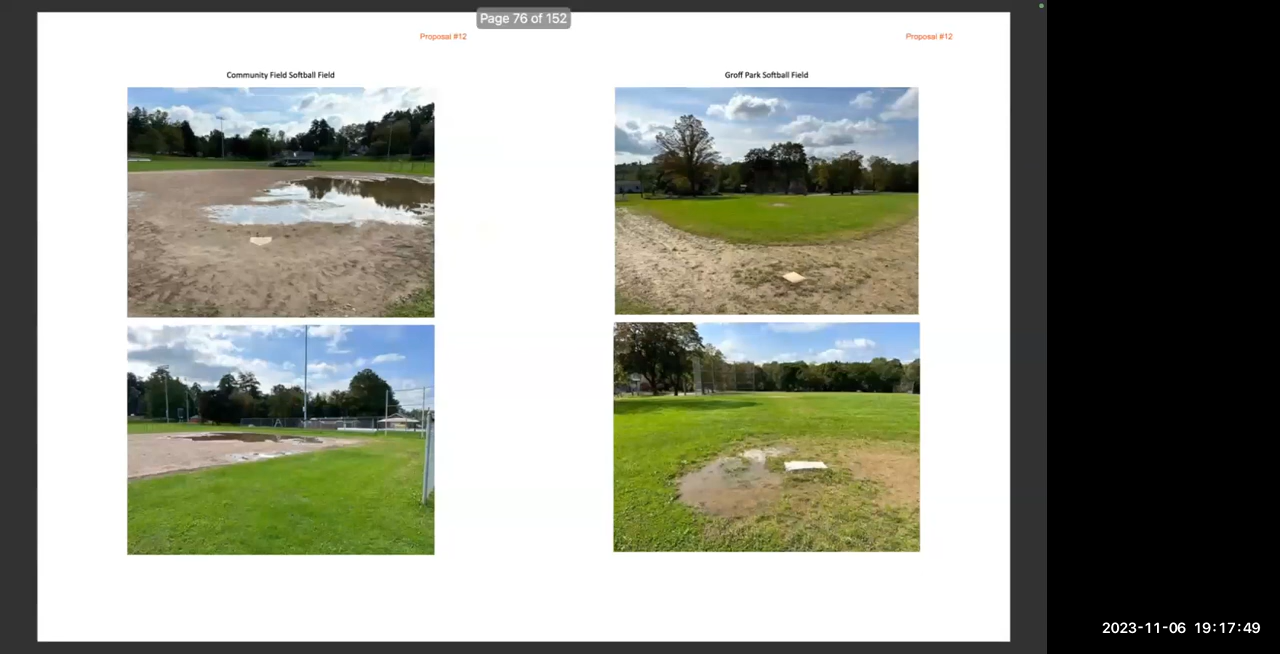 Page 76 of 152
Proposal #12
Proposal #12
Community Field Softball Field
Groff Park Softball Field
2023-11-06 19:17:49